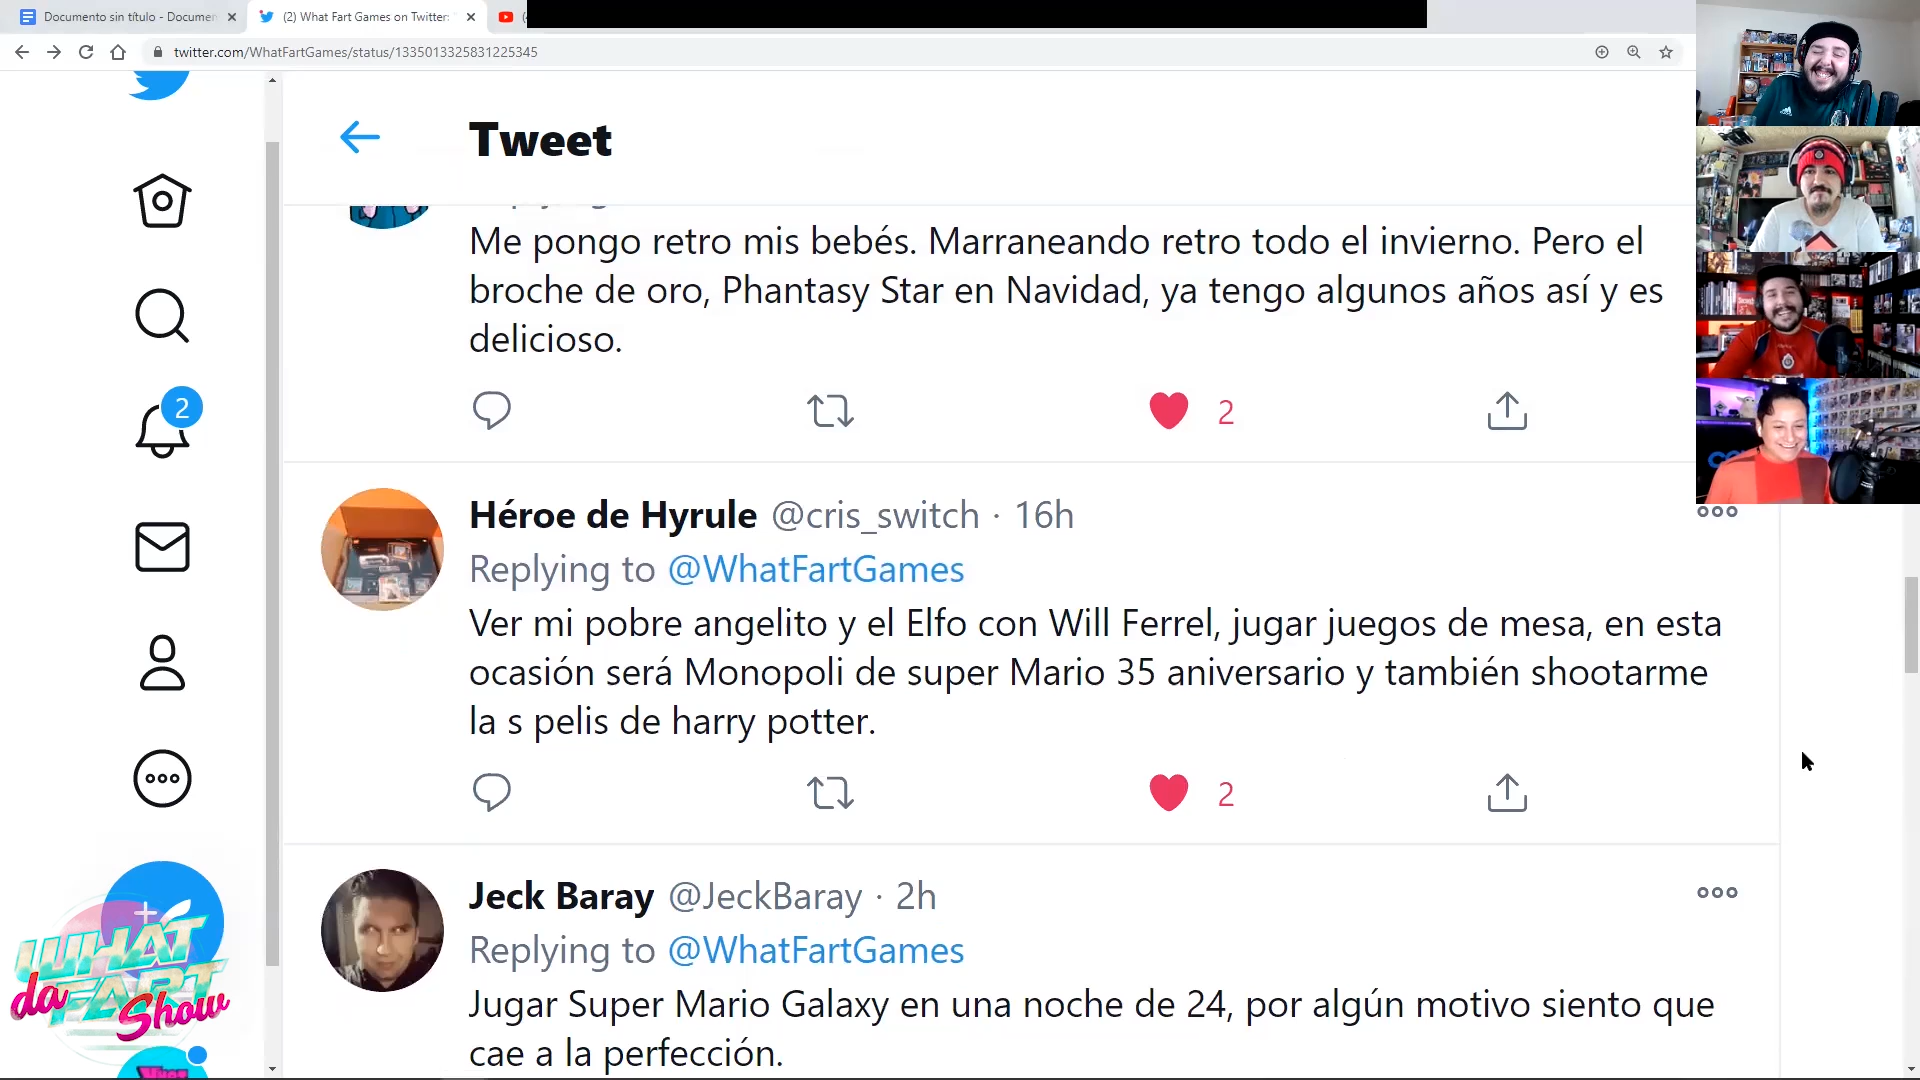 Documento sin título - Documen
(2) What Fart Games on Twitter: "
twitter.com/WhatFartGames/status/1335013325831225345
Tweet
Me pongo retro mis bebés. Marraneando retro todo el invierno. Pero el
broche de oro, Phantasy Star en Navidad, ya tengo algunos años así y es
delicioso.
2
2
Héroe de Hyrule @cris_switch · 16h
Replying to @WhatFartGames
Ver mi pobre angelito y el Elfo con Will Ferrel, jugar juegos de mesa, en esta
ocasión será Monopoli de super Mario 35 aniversario y también shootarme
la s pelis de harry potter.
2
Jeck Baray @JeckBaray · 2h
Replying to @WhatFartGames
Jugar Super Mario Galaxy en una noche de 24, por algún motivo siento que
cae a la perfección.
WHAT
da FART
Show